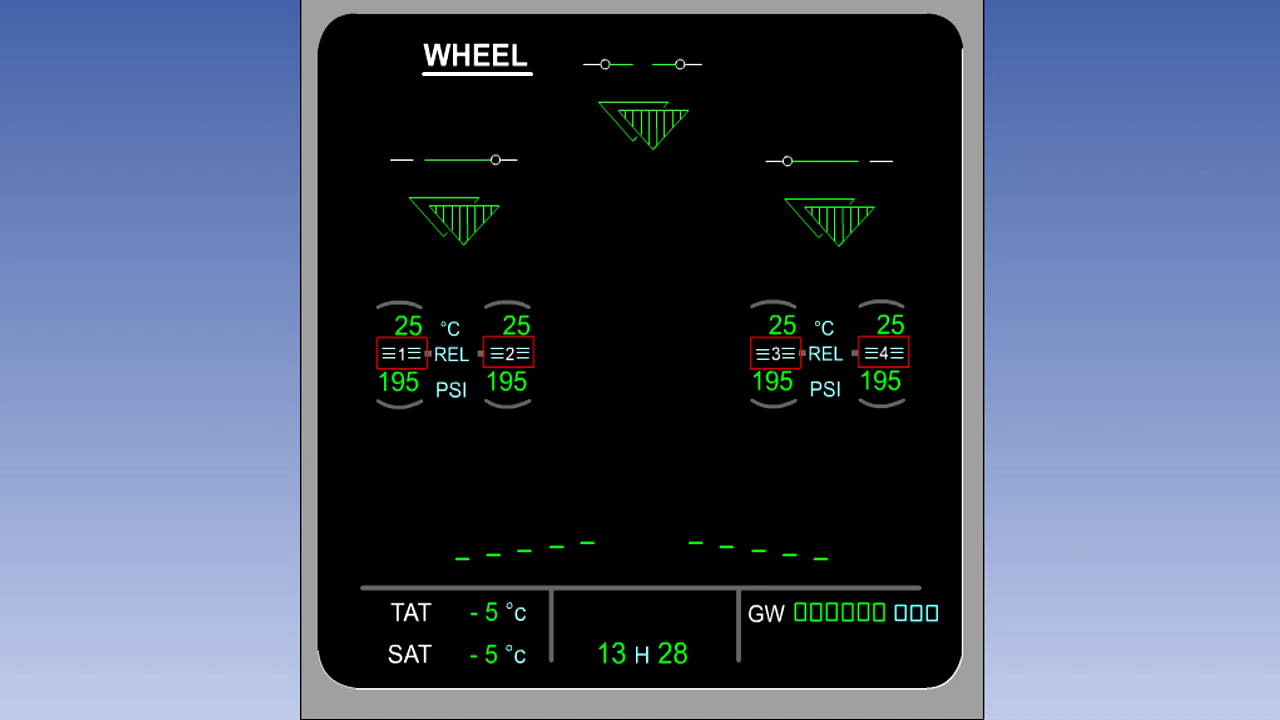 WHEEL
25 °C 25
1 REL 2
195 PSI 195
25 °C 25
3 REL 4
195 PSI 195
TAT - 5 °c
SAT - 5 °c
13 H 28
GW